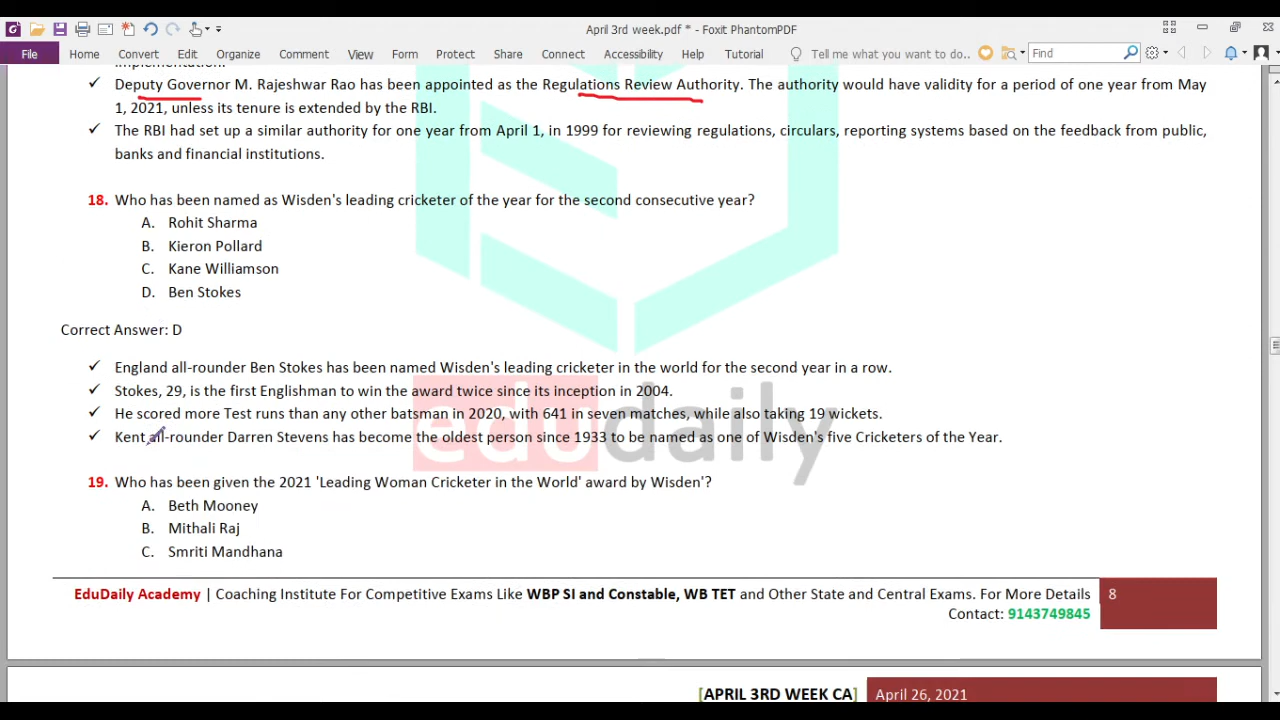 April 3rd week.pdf * - Foxit PhantomPDF
File Home Convert Edit Organize Comment View Form Protect Share Connect Accessibility Help Tutorial Tell me what you want to do.. Find
implementation.
✓ Deputy Governor M. Rajeshwar Rao has been appointed as the Regulations Review Authority. The authority would have validity for a period of one year from May
1, 2021, unless its tenure is extended by the RBI.
✓ The RBI had set up a similar authority for one year from April 1, in 1999 for reviewing regulations, circulars, reporting systems based on the feedback from public,
banks and financial institutions.
18. Who has been named as Wisden's leading cricketer of the year for the second consecutive year?
A. Rohit Sharma
B. Kieron Pollard
C. Kane Williamson
D. Ben Stokes
Correct Answer: D
✓ England all-rounder Ben Stokes has been named Wisden's leading cricketer in the world for the second year in a row.
✓ Stokes, 29, is the first Englishman to win the award twice since its inception in 2004.
✓ He scored more Test runs than any other batsman in 2020, with 641 in seven matches, while also taking 19 wickets.
✓ Kent all-rounder Darren Stevens has become the oldest person since 1933 to be named as one of Wisden's five Cricketers of the Year.
edudaily
19. Who has been given the 2021 'Leading Woman Cricketer in the World' award by Wisden'?
A. Beth Mooney
B. Mithali Raj
C. Smriti Mandhana
EduDaily Academy | Coaching Institute For Competitive Exams Like WBP SI and Constable, WB TET and Other State and Central Exams. For More Details
Contact: 9143749845
8
[APRIL 3RD WEEK CA] April 26, 2021